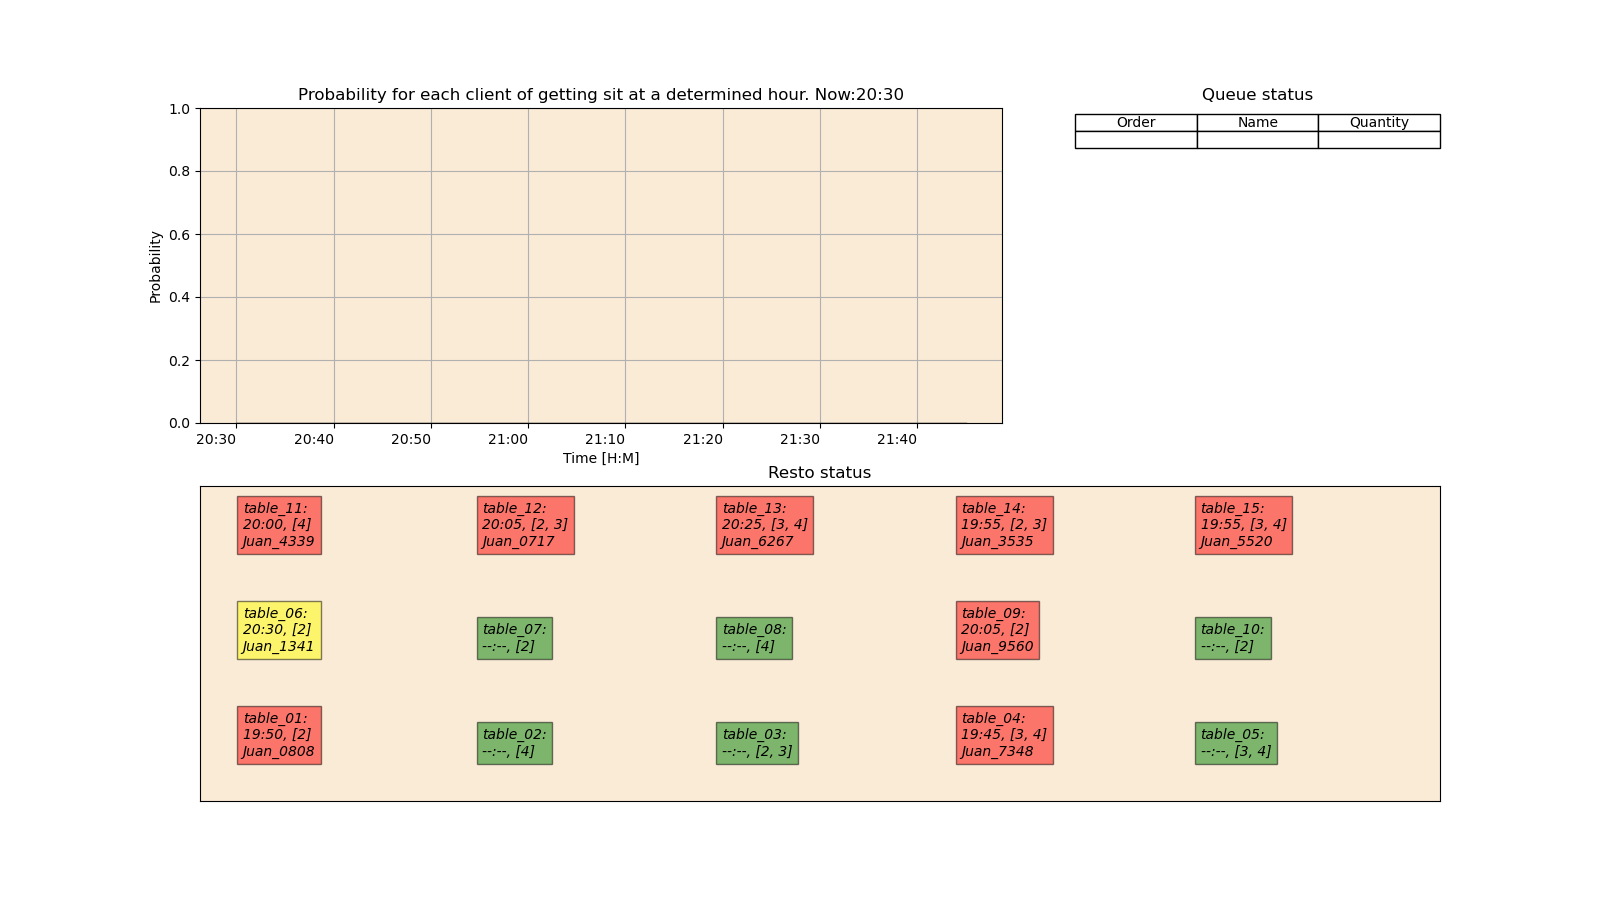 Probability for each client of getting sit at a determined hour. Now:20:30
1.0
0.8
0.6
0.4
0.2
0.0
Probability
20:30 20:40 20:50 21:00 21:10 21:20 21:30 21:40
Time [H:M]
Queue status
Order Name Quantity
Resto status
table_11:
20:00, [4]
Juan_4339
table_12:
20:05, [2, 3]
Juan_0717
table_13:
20:25, [3, 4]
Juan_6267
table_14:
19:55, [2, 3]
Juan_3535
table_15:
19:55, [3, 4]
Juan_5520
table_06:
20:30, [2]
Juan_1341
table_07:
--:--, [2]
table_08:
--:--, [4]
table_09:
20:05, [2]
Juan_9560
table_10:
--:--, [2]
table_01:
19:50, [2]
Juan_0808
table_02:
--:--, [4]
table_03:
--:--, [2, 3]
table_04:
19:45, [3, 4]
Juan_7348
table_05:
--:--, [3, 4]